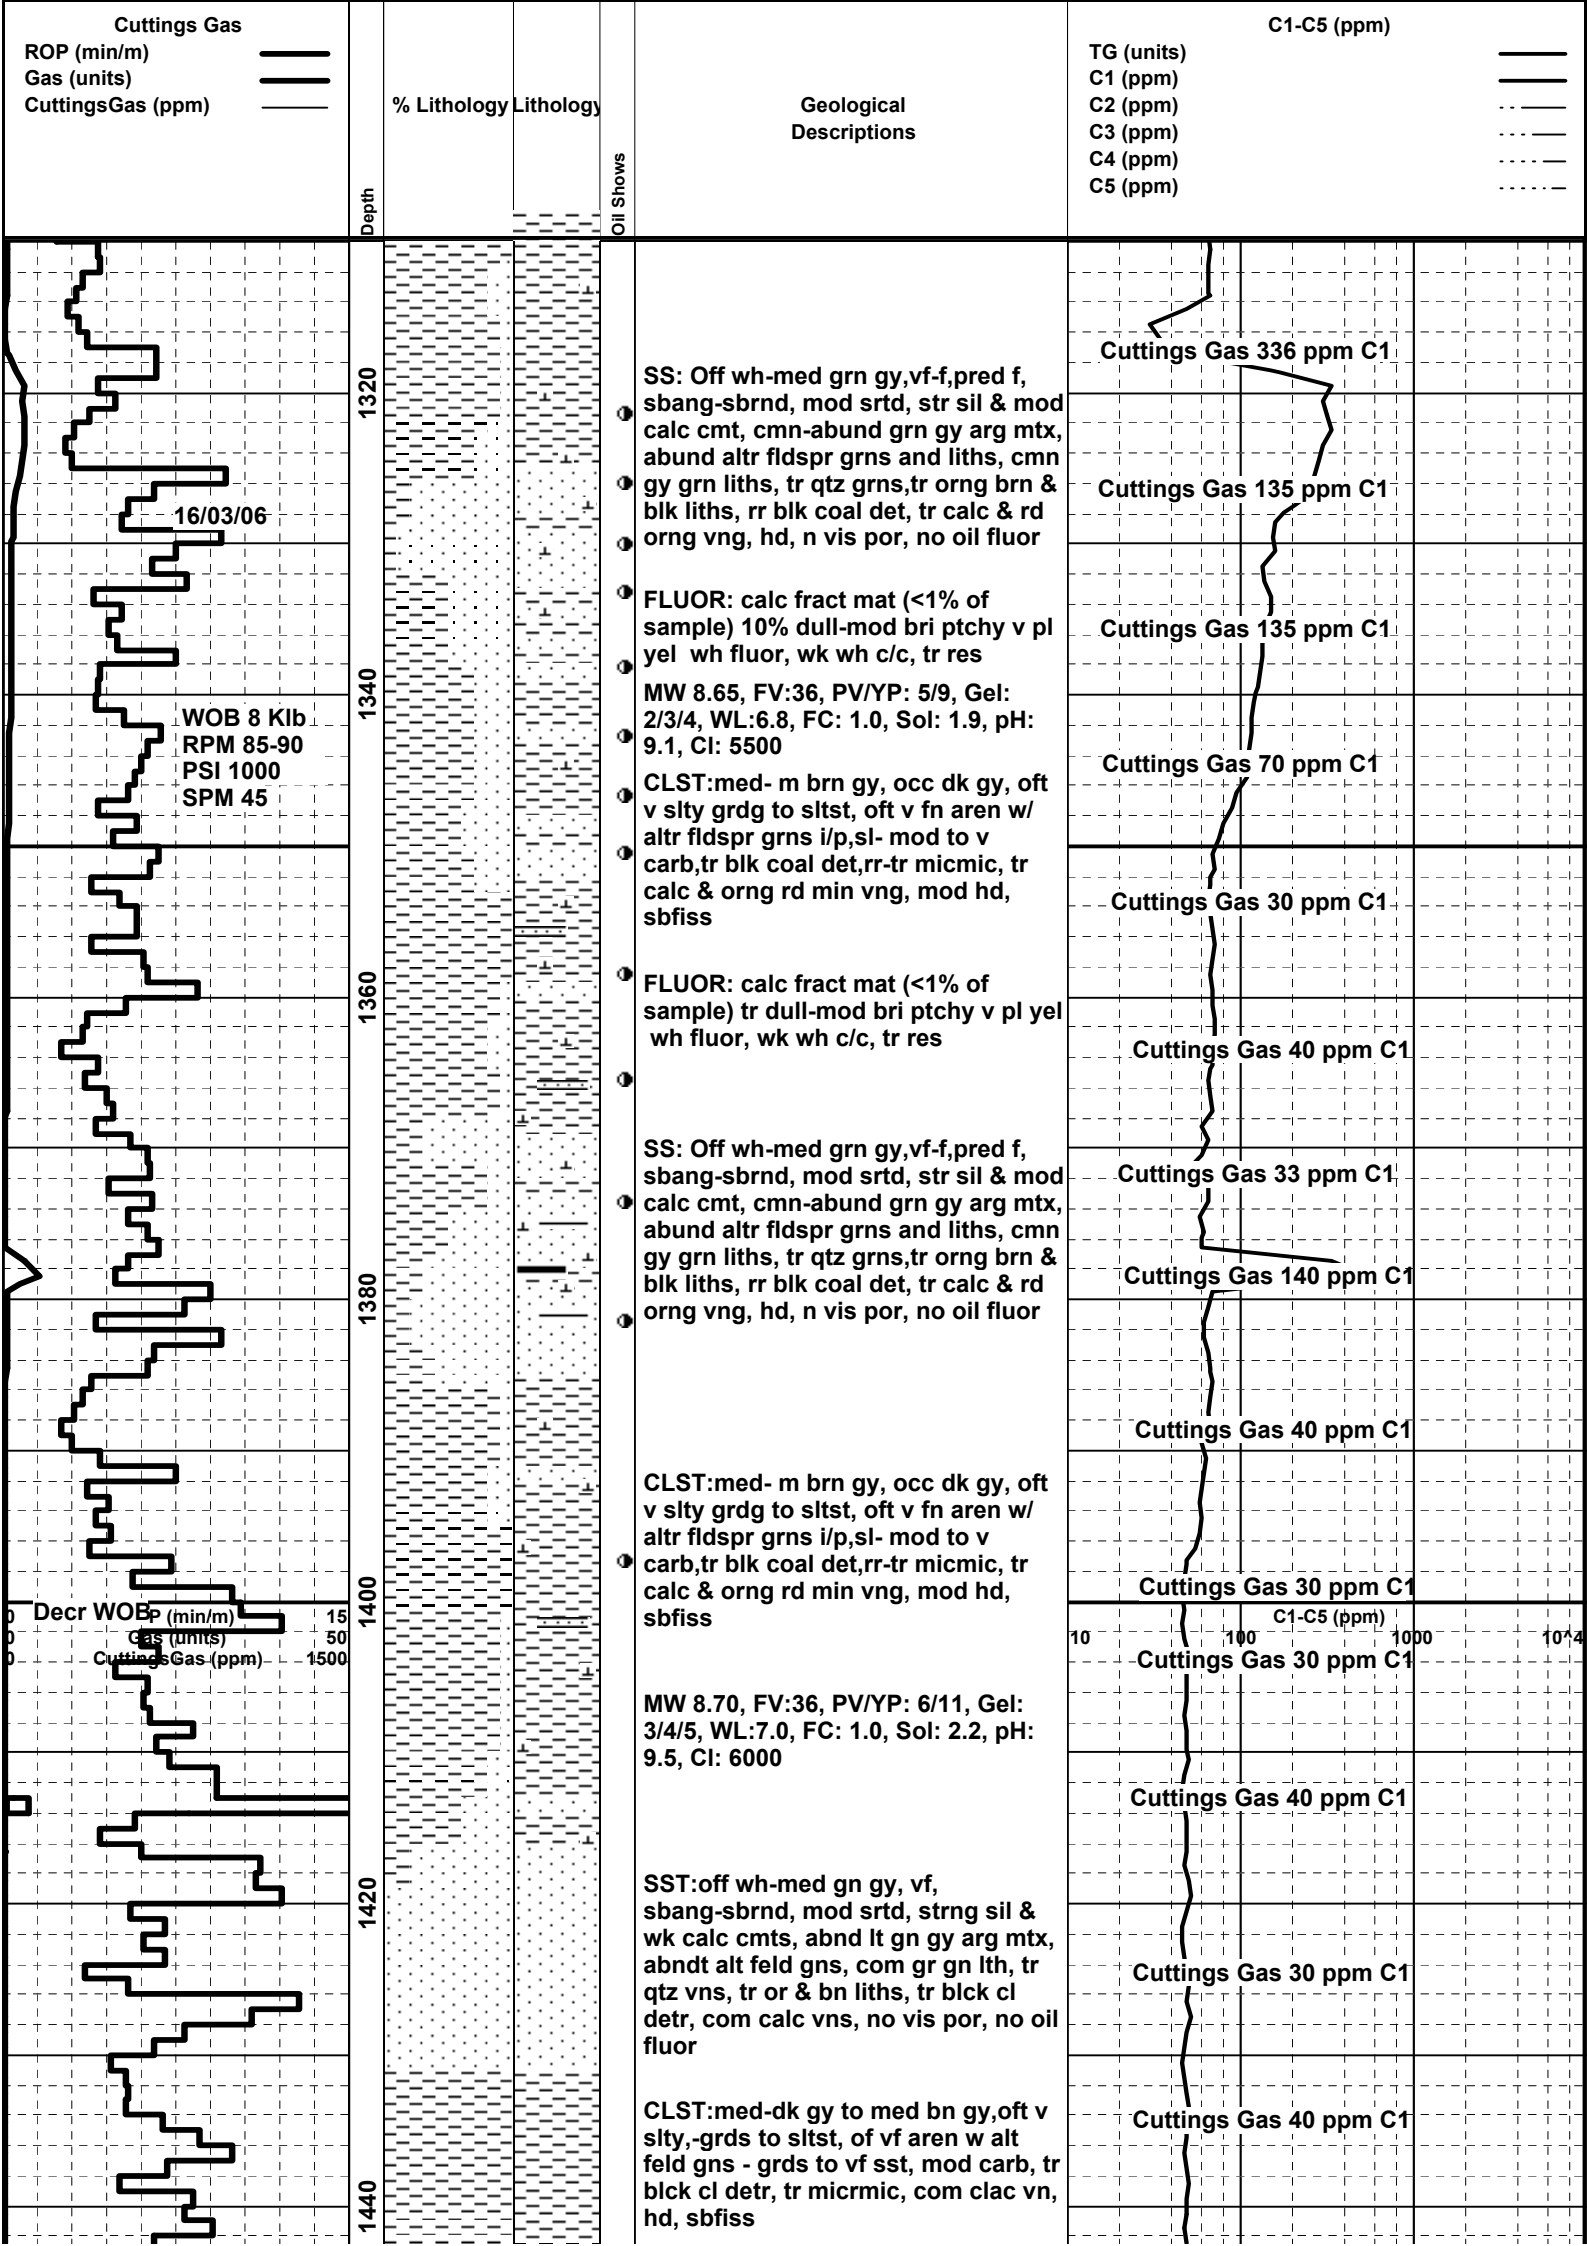 Cuttings Gas
ROP (min/m)
Gas (units)
CuttingsGas (ppm)
Depth
% Lithology
Lithology
Oil Shows
Geological
Descriptions
C1-C5 (ppm)
TG (units)
C1 (ppm)
C2 (ppm)
C3 (ppm)
C4 (ppm)
C5 (ppm)
16/03/06
WOB 8 Klb
RPM 85-90
PSI 1000
SPM 45
Decr WOB
P (min/m)
0
15
Gas (units)
0
50
CuttingsGas (ppm)
0
1500
1320
1340
1360
1380
1400
1420
1440
SS: Off wh-med grn gy,vf-f,pred f,
sbang-sbrnd, mod srtd, str sil & mod
calc cmt, cmn-abund grn gy arg mtx,
abund altr fldspr grns and liths, cmn
gy grn liths, tr qtz grns,tr orng brn &
blk liths, rr blk coal det, tr calc & rd
orng vng, hd, n vis por, no oil fluor
FLUOR: calc fract mat (<1% of
sample) 10% dull-mod bri ptchy v pl
yel wh fluor, wk wh c/c, tr res
MW 8.65, FV:36, PV/YP: 5/9, Gel:
2/3/4, WL:6.8, FC: 1.0, Sol: 1.9, pH:
9.1, Cl: 5500
CLST:med- m brn gy, occ dk gy, oft
v slty grdg to sltst, oft v fn aren w/
altr fldspr grns i/p,sl- mod to v
carb,tr blk coal det,rr-tr micmic, tr
calc & orng rd min vng, mod hd,
sbfiss
FLUOR: calc fract mat (<1% of
sample) tr dull-mod bri ptchy v pl yel
wh fluor, wk wh c/c, tr res
SS: Off wh-med grn gy,vf-f,pred f,
sbang-sbrnd, mod srtd, str sil & mod
calc cmt, cmn-abund grn gy arg mtx,
abund altr fldspr grns and liths, cmn
gy grn liths, tr qtz grns,tr orng brn &
blk liths, rr blk coal det, tr calc & rd
orng vng, hd, n vis por, no oil fluor
CLST:med- m brn gy, occ dk gy, oft
v slty grdg to sltst, oft v fn aren w/
altr fldspr grns i/p,sl- mod to v
carb,tr blk coal det,rr-tr micmic, tr
calc & orng rd min vng, mod hd,
sbfiss
MW 8.70, FV:36, PV/YP: 6/11, Gel:
3/4/5, WL:7.0, FC: 1.0, Sol: 2.2, pH:
9.5, Cl: 6000
SST:off wh-med gn gy, vf,
sbang-sbrnd, mod srtd, strng sil &
wk calc cmts, abnd lt gn gy arg mtx,
abndt alt feld gns, com gr gn lth, tr
qtz vns, tr or & bn liths, tr blck cl
detr, com calc vns, no vis por, no oil
fluor
CLST:med-dk gy to med bn gy,oft v
slty,-grds to sltst, of vf aren w alt
feld gns - grds to vf sst, mod carb, tr
blck cl detr, tr micrmic, com clac vn,
hd, sbfiss
Cuttings Gas 336 ppm C1
Cuttings Gas 135 ppm C1
Cuttings Gas 135 ppm C1
Cuttings Gas 70 ppm C1
Cuttings Gas 30 ppm C1
Cuttings Gas 40 ppm C1
Cuttings Gas 33 ppm C1
Cuttings Gas 140 ppm C1
Cuttings Gas 40 ppm C1
Cuttings Gas 30 ppm C1
C1-C5 (ppm)
10 100 1000 10^4
Cuttings Gas 30 ppm C1
Cuttings Gas 40 ppm C1
Cuttings Gas 30 ppm C1
Cuttings Gas 40 ppm C1